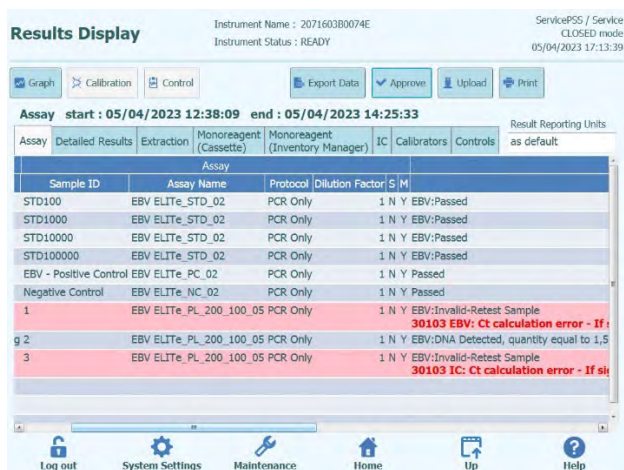 Results Display
Instrument Name : 2071603B0074E
Instrument Status : READY
ServicePSS / Service
CLOSED mode
05/04/2023 17:13:39
Graph Calibration Control Export Data Approve Upload Print
Assay start : 05/04/2023 12:38:09 end : 05/04/2023 14:25:33
Result Reporting Units
as default
Assay Detailed Results Extraction Monoreagent (Cassette) Monoreagent (Inventory Manager) IC Calibrators Controls
Assay
Sample ID Assay Name Protocol Dilution Factor S M
STD100 EBV ELITe_STD_02 PCR Only 1 N Y EBV:Passed
STD1000 EBV ELITe_STD_02 PCR Only 1 N Y EBV:Passed
STD10000 EBV ELITe_STD_02 PCR Only 1 N Y EBV:Passed
STD100000 EBV ELITe_STD_02 PCR Only 1 N Y EBV:Passed
EBV - Positive Control EBV ELITe_PC_02 PCR Only 1 N Y Passed
Negative Control EBV ELITe_NC_02 PCR Only 1 N Y Passed
1 EBV ELITe_PL_200_100_05 PCR Only 1 N Y EBV:Invalid-Retest Sample
30103 EBV: Ct calculation error - If
g 2 EBV ELITe_PL_200_100_05 PCR Only 1 N Y EBV:DNA Detected, quantity equal to 1,5
3 EBV ELITe_PL_200_100_05 PCR Only 1 N Y EBV:Invalid-Retest Sample
30103 IC: Ct calculation error - If
Log out System Settings Maintenance Home Up Help